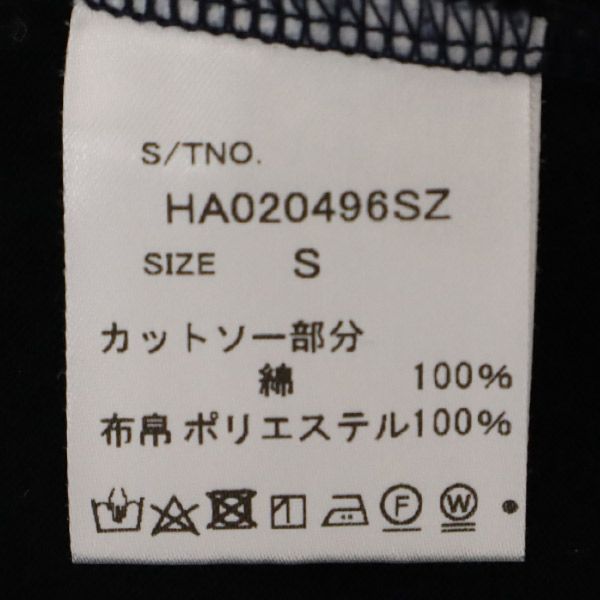 S/TNO.
HA020496SZ
SIZE S
カットソー部分
綿 100%
布帛 ポリエステル100%
F W